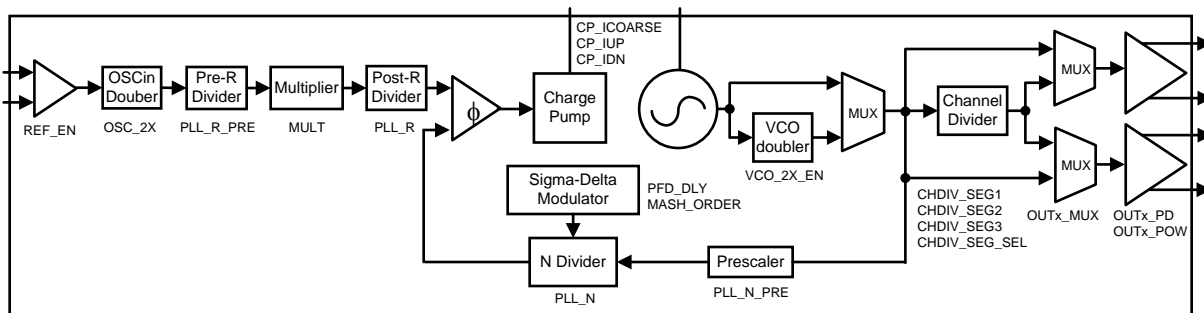 CP_ICOARSE
CP_IUP
CP_IDN
OSCin
Douber
Pre-R
Divider
Multiplier
Post-R
Divider
ϕ
Charge
Pump
VCO
doubler
MUX
Channel
Divider
MUX
MUX
REF_EN
OSC_2X
PLL_R_PRE
MULT
PLL_R
VCO_2X_EN
Sigma-Delta
Modulator
PFD_DLY
MASH_ORDER
CHDIV_SEG1
CHDIV_SEG2
CHDIV_SEG3
CHDIV_SEG_SEL
OUTx_MUX
OUTx_PD
OUTx_POW
N Divider
Prescaler
PLL_N
PLL_N_PRE